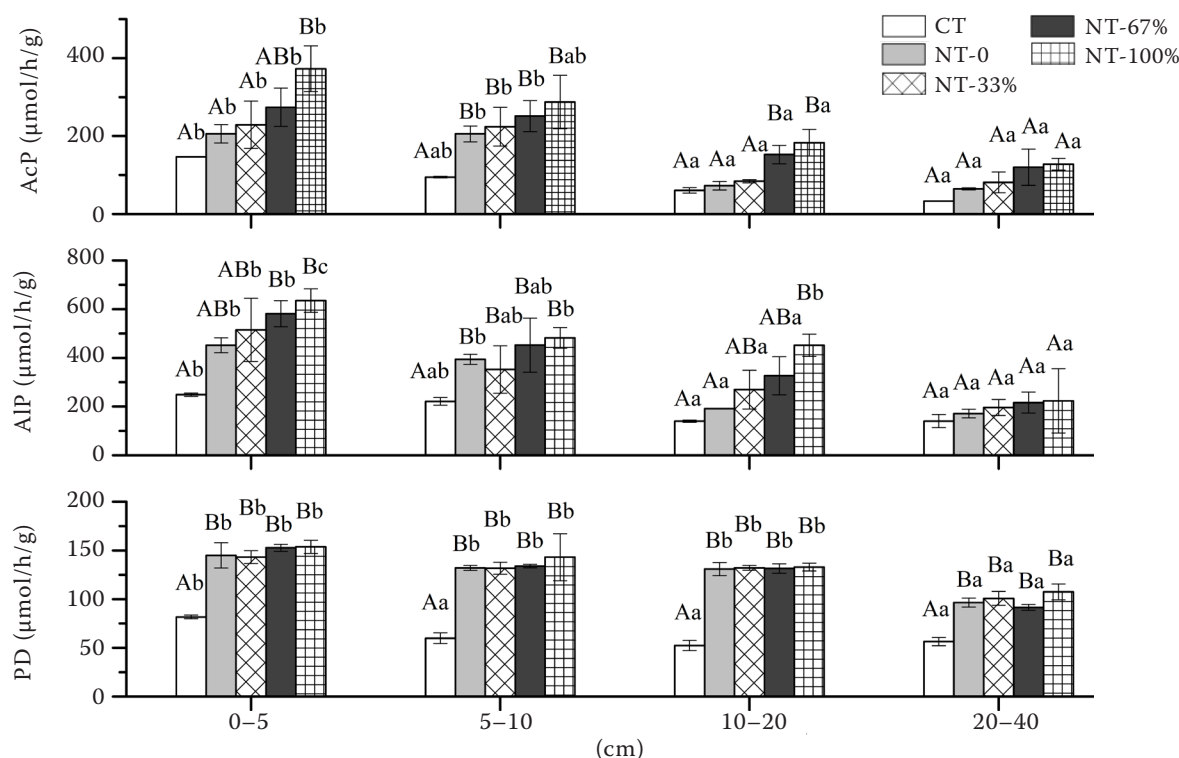 CT
NT-0
NT-33%
NT-67%
NT-100%
AcP (µmol/h/g)
400
200
0
Ab
Ab
Ab
ABb
Bb
Aab
Bb
Bb
Bb
Bab
Aa
Aa
Aa
Ba
Ba
Aa
Aa
Aa
Aa
Aa
AlP (µmol/h/g)
800
600
400
200
0
Ab
ABb
ABb
Bb
Bc
Aab
Bb
Bab
Bab
Bb
Aa
Aa
ABa
ABa
Bb
Aa
Aa
Aa
Aa
Aa
PD (µmol/h/g)
200
150
100
50
0
Ab
Bb
Bb
Bb
Bb
Aa
Bb
Bb
Bb
Bb
Aa
Bb
Bb
Bb
Bb
Aa
Ba
Ba
Ba
Ba
0–5
5–10
10–20
20–40
(cm)